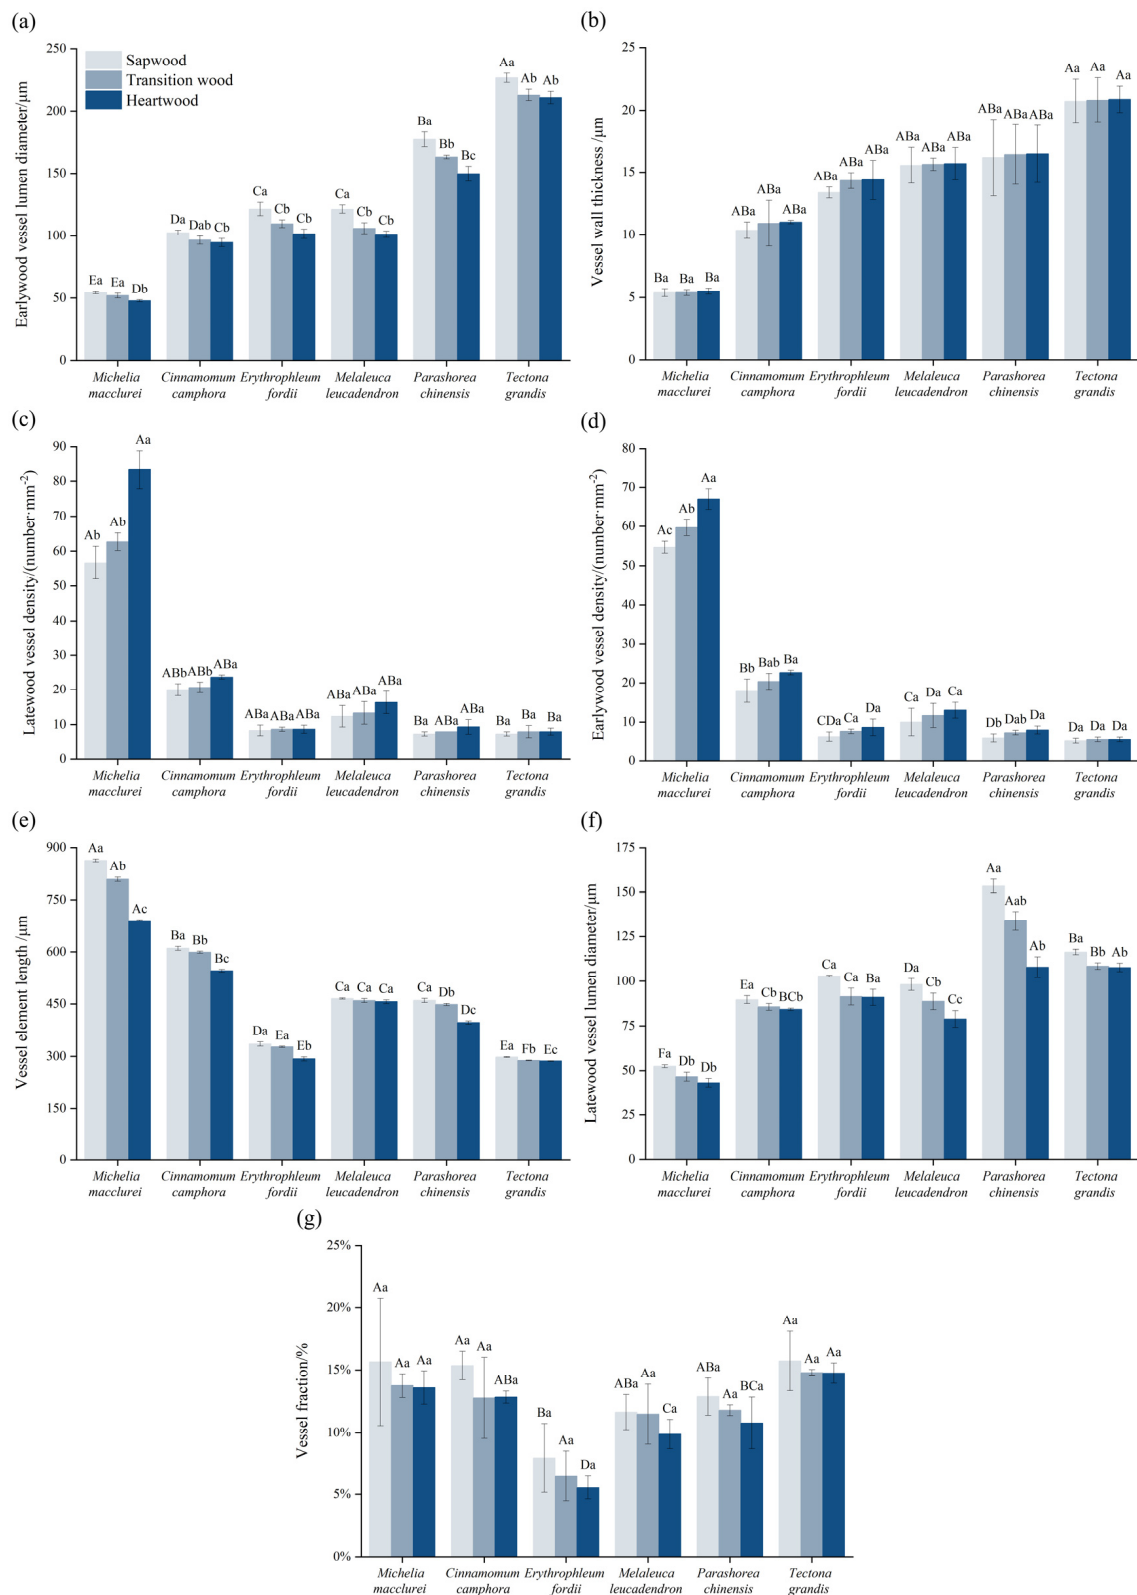 (a)
250
200
150
100
50
0
Earlywood vessel lumen diameter/μm
Sapwood
Transition wood
Heartwood
Ea Ea Db
Da Dab Cb
Ca Cb Cb
Ca Cb Cb
Ba Bb Bc
Aa Ab Ab
Michelia Cinnamomum Erythrophleum Melaleuca Parashorea Tectona
macclurei camphora fordii leucadendron chinensis grandis
(b)
25
20
15
10
5
0
Vessel wall thickness /μm
Ba Ba Ba
ABa ABa ABa
ABa ABa ABa
ABa ABa ABa
ABa ABa ABa
Aa Aa Aa
Michelia Cinnamomum Erythrophleum Melaleuca Parashorea Tectona
macclurei camphora fordii leucadendron chinensis grandis
(c)
90
80
70
60
50
40
30
20
10
0
Latewood vessel density/(number·mm⁻²)
Ab Ab Aa
ABb ABb ABa
ABa ABa ABa
ABa ABa ABa
Ba ABa ABa
Ba Ba Ba
Michelia Cinnamomum Erythrophleum Melaleuca Parashorea Tectona
macclurei camphora fordii leucadendron chinensis grandis
(d)
80
70
60
50
40
30
20
10
0
Earlywood vessel density/(number·mm⁻²)
Ac Ab Aa
Bb Bab Ba
CDa Ca Da
Ca Da Ca
Db Dab Da
Da Da Da
Michelia Cinnamomum Erythrophleum Melaleuca Parashorea Tectona
macclurei camphora fordii leucadendron chinensis grandis
(e)
900
750
600
450
300
150
0
Vessel element length /μm
Aa Ab Ac
Ba Bb Bc
Da Ea Eb
Ca Ca Ca
Ca Db Dc
Ea Fb Ec
Michelia Cinnamomum Erythrophleum Melaleuca Parashorea Tectona
macclurei camphora fordii leucadendron chinensis grandis
(f)
175
150
125
100
75
50
25
0
Latewood vessel lumen diameter/μm
Fa Db Db
Ea Cb BCb
Ca Ca Ba
Da Cb Cc
Aa Aab Ab
Ba Bb Ab
Michelia Cinnamomum Erythrophleum Melaleuca Parashorea Tectona
macclurei camphora fordii leucadendron chinensis grandis
(g)
25%
20%
15%
10%
5%
0%
Vessel fraction/%
Aa Aa Aa
Aa Aa ABa
Ba Aa Da
ABa Aa Ca
ABa Aa BCa
Aa Aa Aa
Michelia Cinnamomum Erythrophleum Melaleuca Parashorea Tectona
macclurei camphora fordii leucadendron chinensis grandis